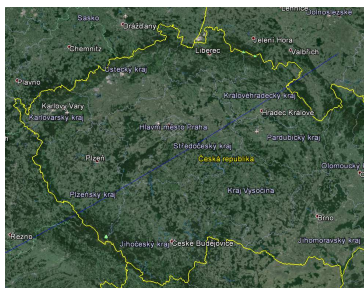 Sasko
Drážďany
Dolnoslezské
Chemnitz
Liberec
Jelení Hora
Valbřich
Plavno
Ústecký kraj
Karlovy Vary
Karlovarský kraj
Královéhradecký kraj
Hradec Králové
Hlavní město Praha
Pardubický kraj
Středočeský kraj
Plzeň
Česká republika
Olomoucký k
Plzeňský kraj
Kraj Vysočina
Brno
Řezno
Jihočeský kraj
České Budějovice
Jihomoravský kraj